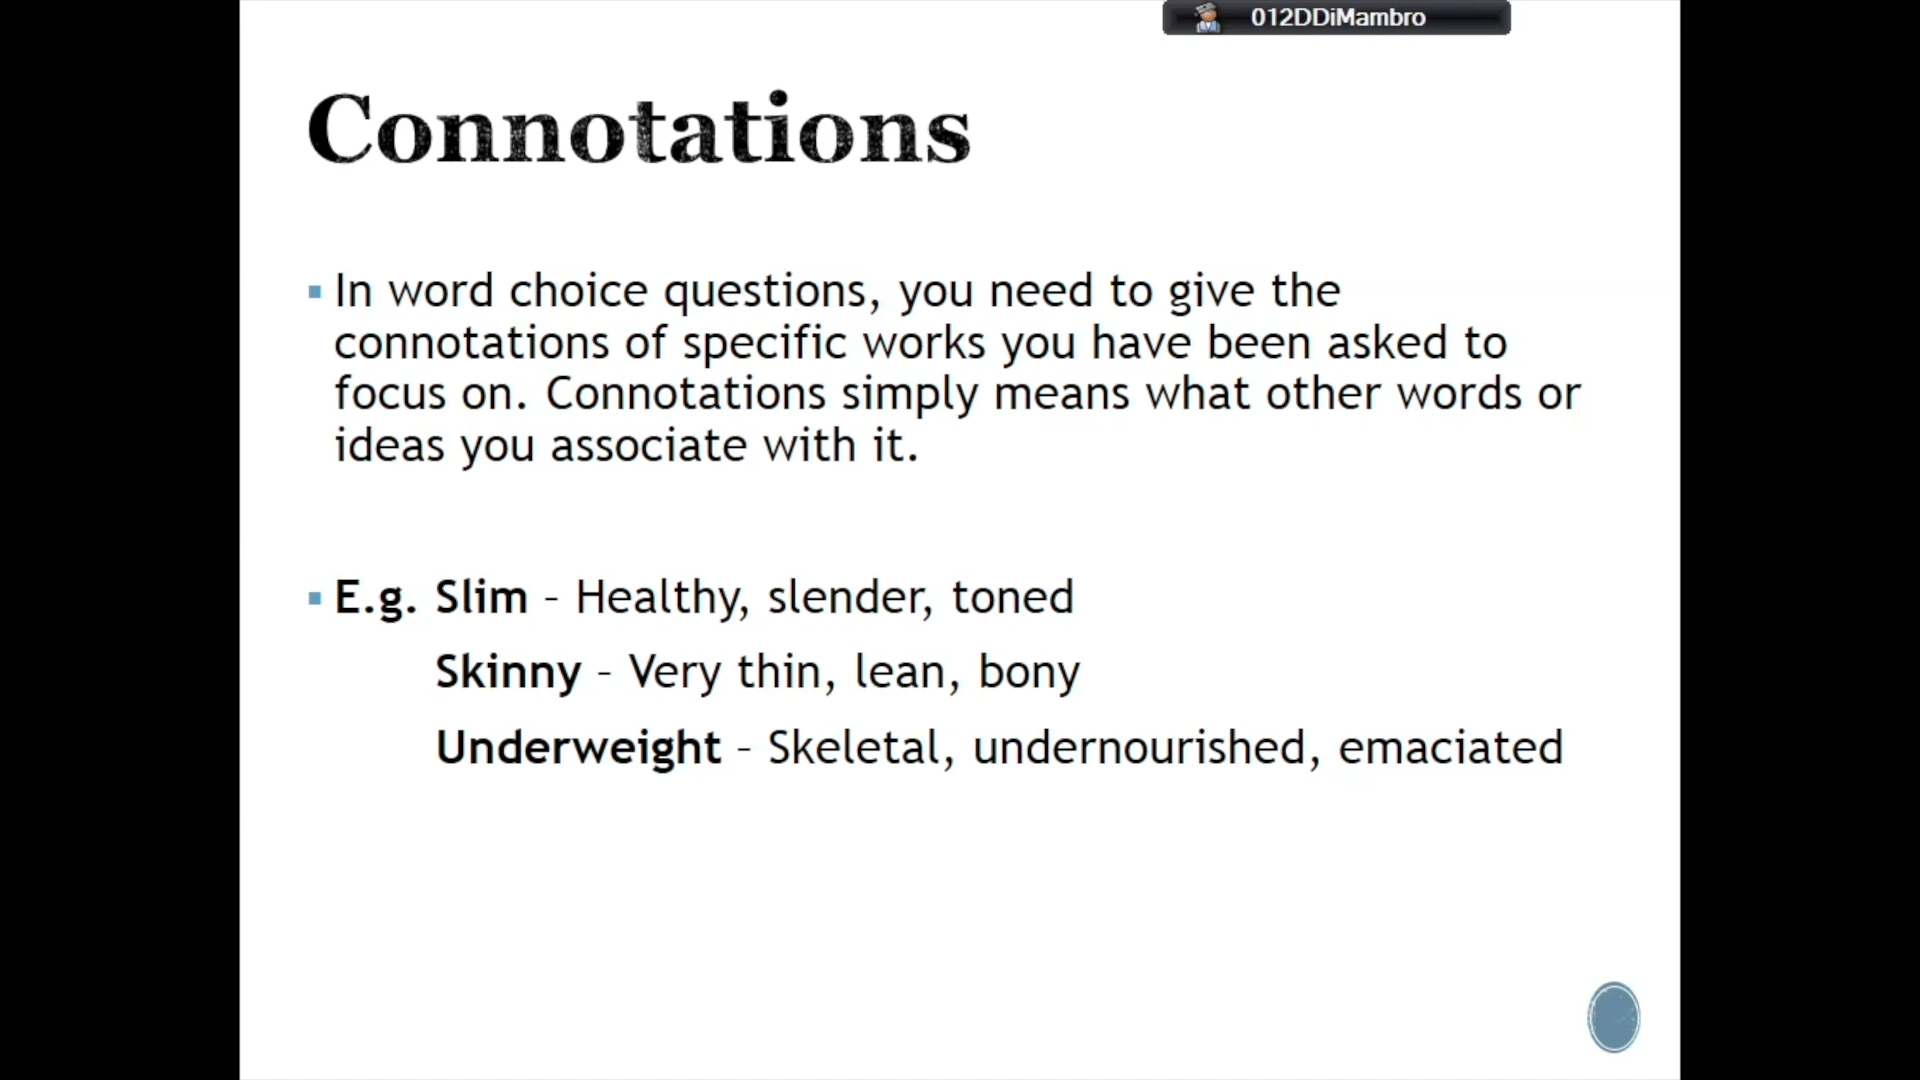 012DDiMambro
Connotations
In word choice questions, you need to give the
connotations of specific works you have been asked to
focus on. Connotations simply means what other words or
ideas you associate with it.
E.g. Slim – Healthy, slender, toned
Skinny – Very thin, lean, bony
Underweight – Skeletal, undernourished, emaciated